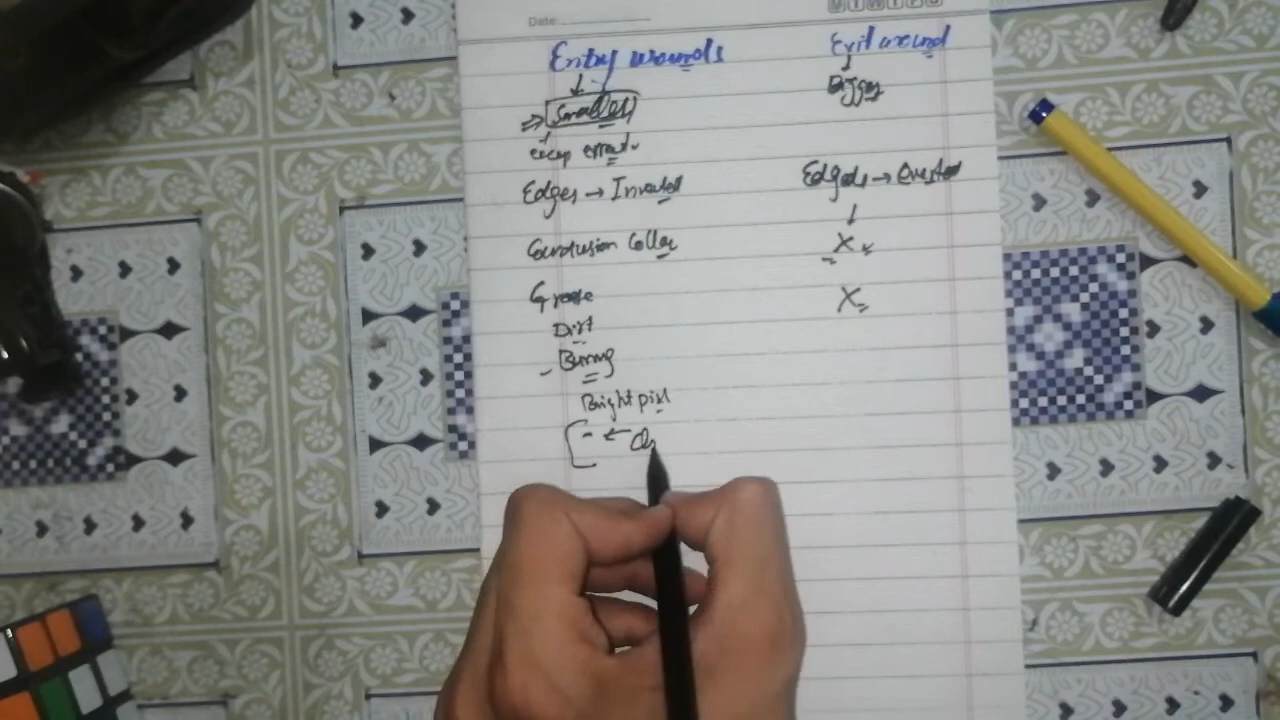 Date:
M T W T F S
Entry wounds
Exit wound
Smaller
Bigger
Edges → Inverted
Edges → Everted
Contusion Collar
X
Grease
X
Dirt
- Burning
Bright pink